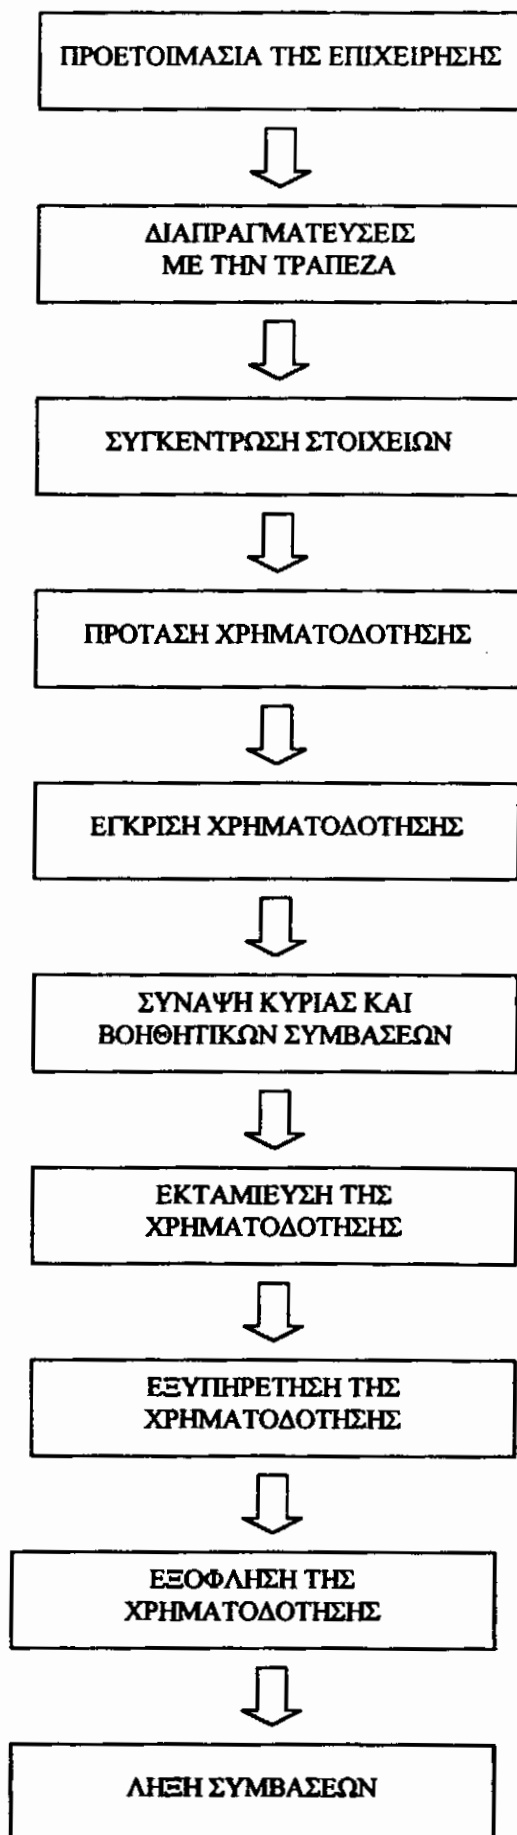 ΠΡΟΕΤΟΙΜΑΣΙΑ ΤΗΣ ΕΠΙΧΕΙΡΗΣΗΣ
ΔΙΑΠΡΑΓΜΑΤΕΥΣΕΙΣ
ΜΕ ΤΗΝ ΤΡΑΠΕΖΑ
ΣΥΓΚΕΝΤΡΩΣΗ ΣΤΟΙΧΕΙΩΝ
ΠΡΟΤΑΣΗ ΧΡΗΜΑΤΟΔΟΤΗΣΗΣ
ΕΓΚΡΙΣΗ ΧΡΗΜΑΤΟΔΟΤΗΣΗΣ
ΣΥΝΑΨΗ ΚΥΡΙΑΣ ΚΑΙ
ΒΟΗΘΗΤΙΚΩΝ ΣΥΜΒΑΣΕΩΝ
ΕΚΤΑΜΙΕΥΣΗ ΤΗΣ
ΧΡΗΜΑΤΟΔΟΤΗΣΗΣ
ΕΞΥΠΗΡΕΤΗΣΗ ΤΗΣ
ΧΡΗΜΑΤΟΔΟΤΗΣΗΣ
ΕΞΟΦΛΗΣΗ ΤΗΣ
ΧΡΗΜΑΤΟΔΟΤΗΣΗΣ
ΛΗΞΗ ΣΥΜΒΑΣΕΩΝ